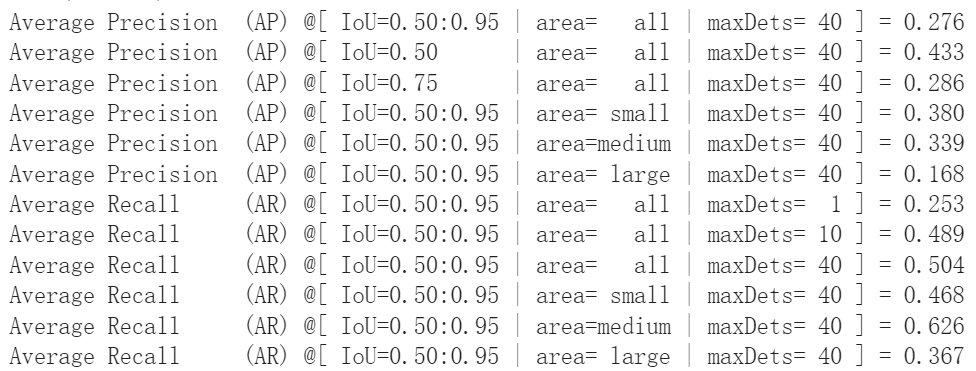 Average Precision (AP) @[ IoU=0.50:0.95 | area= all | maxDets= 40 ] = 0.276
Average Precision (AP) @[ IoU=0.50 | area= all | maxDets= 40 ] = 0.433
Average Precision (AP) @[ IoU=0.75 | area= all | maxDets= 40 ] = 0.286
Average Precision (AP) @[ IoU=0.50:0.95 | area= small | maxDets= 40 ] = 0.380
Average Precision (AP) @[ IoU=0.50:0.95 | area=medium | maxDets= 40 ] = 0.339
Average Precision (AP) @[ IoU=0.50:0.95 | area= large | maxDets= 40 ] = 0.168
Average Recall (AR) @[ IoU=0.50:0.95 | area= all | maxDets= 1 ] = 0.253
Average Recall (AR) @[ IoU=0.50:0.95 | area= all | maxDets= 10 ] = 0.489
Average Recall (AR) @[ IoU=0.50:0.95 | area= all | maxDets= 40 ] = 0.504
Average Recall (AR) @[ IoU=0.50:0.95 | area= small | maxDets= 40 ] = 0.468
Average Recall (AR) @[ IoU=0.50:0.95 | area=medium | maxDets= 40 ] = 0.626
Average Recall (AR) @[ IoU=0.50:0.95 | area= large | maxDets= 40 ] = 0.367